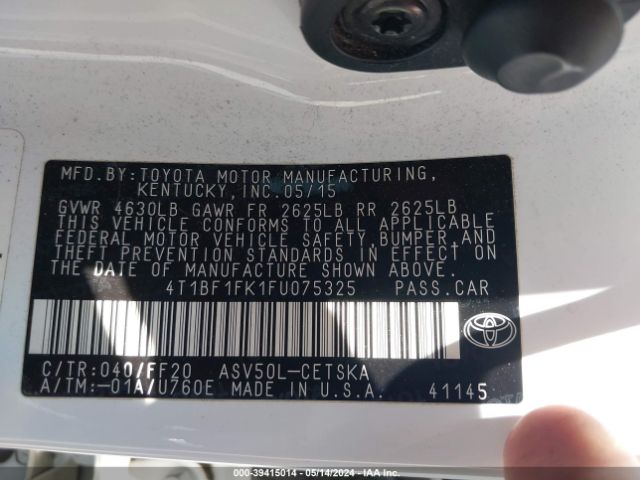 MFD.BY:TOYOTA MOTOR MANUFACTURING,
KENTUCKY, INC.05/15
GVWR 4630LB GAWR FR 2625LB RR 2625LB
THIS VEHICLE CONFORMS TO ALL APPLICABLE
FEDERAL MOTOR VEHICLE SAFETY,BUMPER,AND
THEFT PREVENTION STANDARDS IN EFFECT ON
THE DATE OF MANUFACTURE SHOWN ABOVE.
4T1BF1FK1FU075325 PASS.CAR
C/TR:040/FF20 ASV50L-CETSKA
A/TM:-01A/U760E MADE IN U.S.A. 41145
TOYOTA
000-39415014 - 05/14/2024 - IAA Inc.